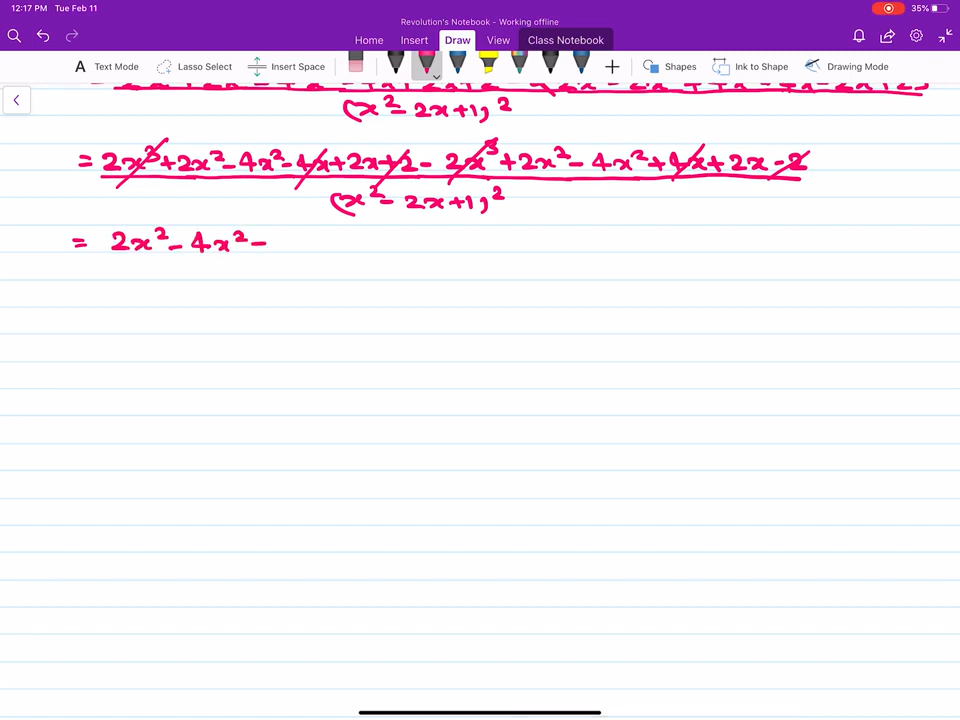 12:17 PM Tue Feb 11
35%
Revolution's Notebook - Working offline
Home Insert Draw View Class Notebook
A Text Mode Lasso Select Insert Space Shapes Ink to Shape Drawing Mode
(x² - 2x+1)²
= 2x³+2x²-4x²-4x+2x+2-2x³+2x²-4x²+4x+2x-2
(x² - 2x+1)²
= 2x² - 4x² -